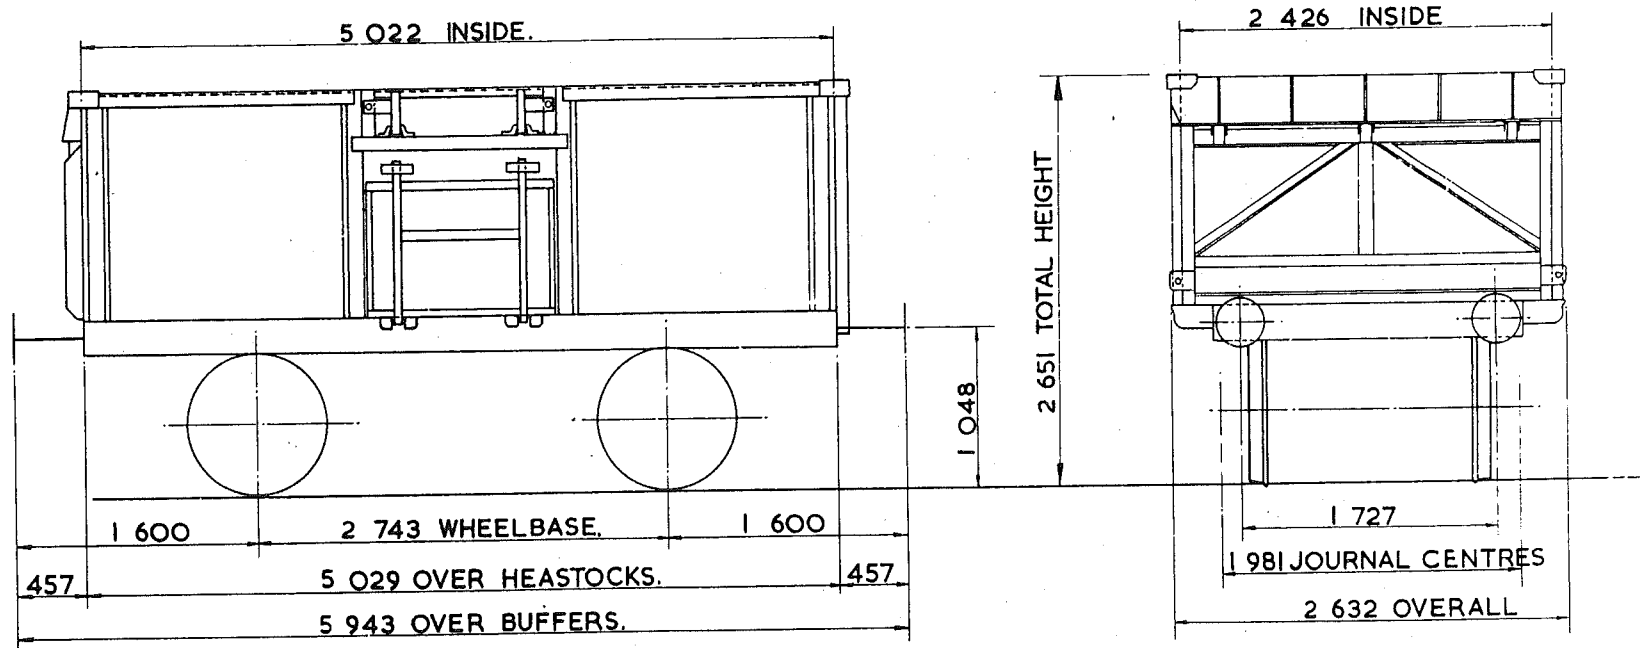 5 022 INSIDE.
2 426 INSIDE
2 651 TOTAL HEIGHT
1 048
1 600
2 743 WHEELBASE.
1 600
1 727
457
5 029 OVER HEASTOCKS.
457
1 981 JOURNAL CENTRES
5 943 OVER BUFFERS.
2 632 OVERALL